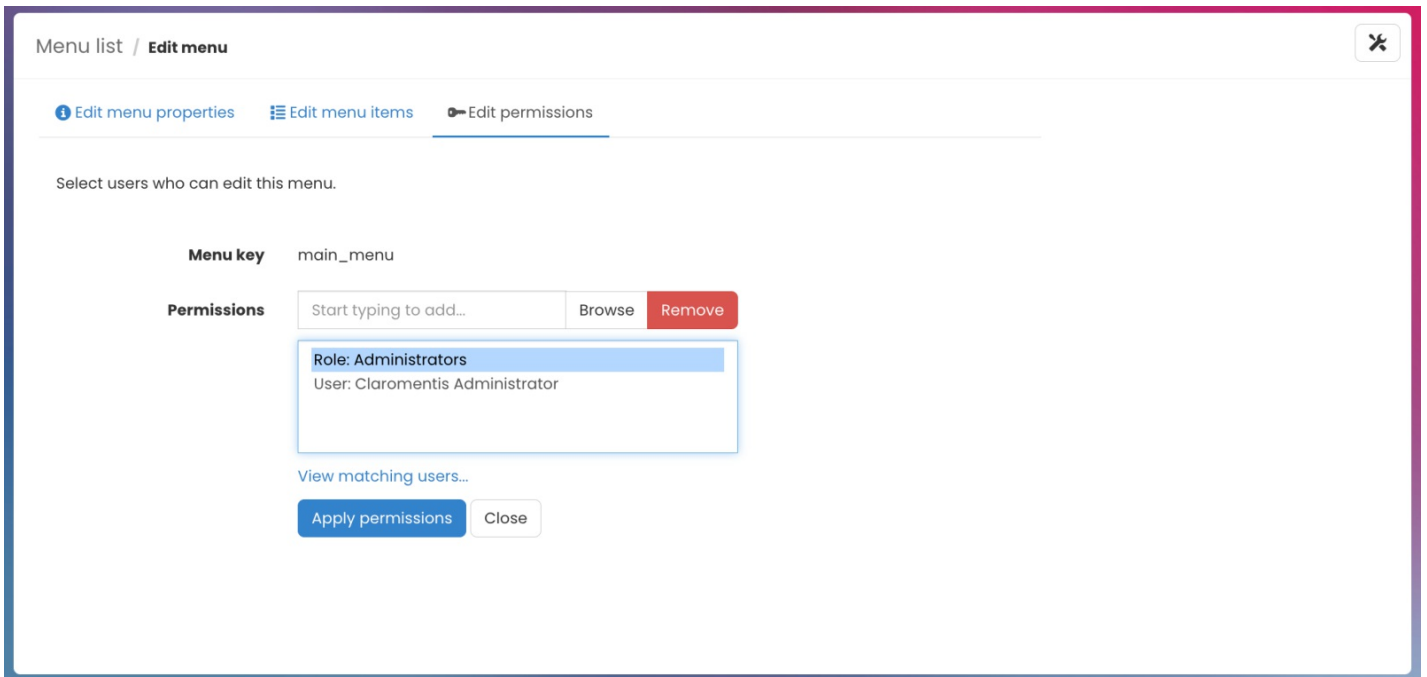 Menu list / Edit menu
Edit menu properties Edit menu items Edit permissions
Select users who can edit this menu.
Menu key main_menu
Permissions Start typing to add... Browse Remove
Role: Administrators
User: Claromentis Administrator
View matching users...
Apply permissions Close